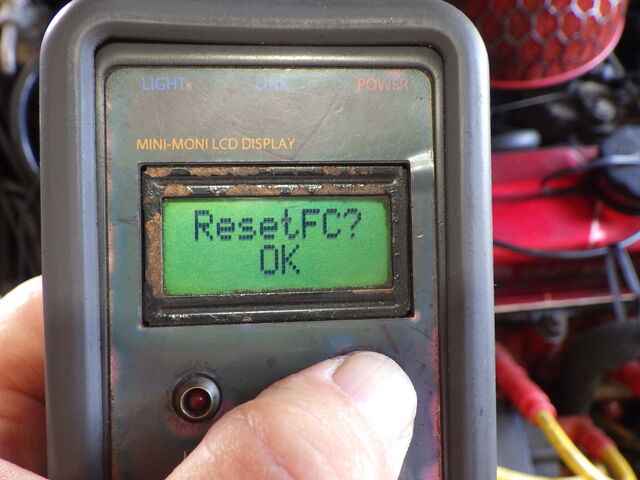 LIGHT LINK POWER
MINI-MONI LCD DISPLAY
ResetFC?
OK